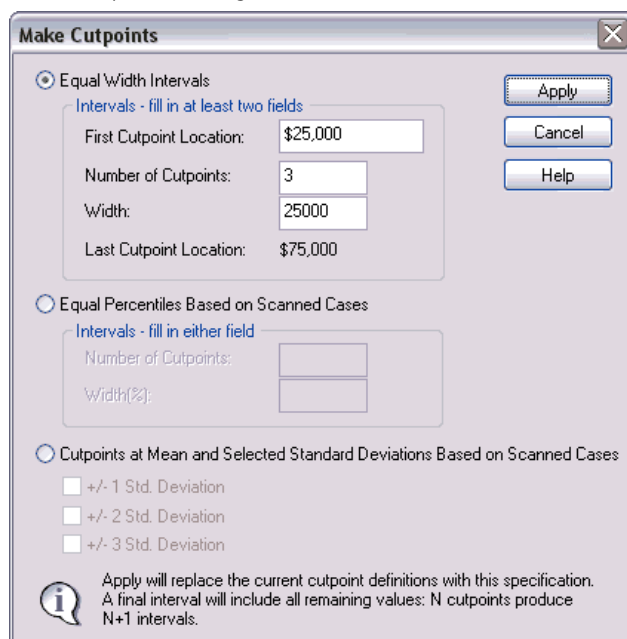 Make Cutpoints
Equal Width Intervals
Intervals - fill in at least two fields
First Cutpoint Location: $25,000
Number of Cutpoints: 3
Width: 25000
Last Cutpoint Location: $75,000
Apply
Cancel
Help
Equal Percentiles Based on Scanned Cases
Intervals - fill in either field
Number of Cutpoints:
Width(%):
Cutpoints at Mean and Selected Standard Deviations Based on Scanned Cases
+/- 1 Std. Deviation
+/- 2 Std. Deviation
+/- 3 Std. Deviation
Apply will replace the current cutpoint definitions with this specification.
A final interval will include all remaining values: N cutpoints produce
N+1 intervals.